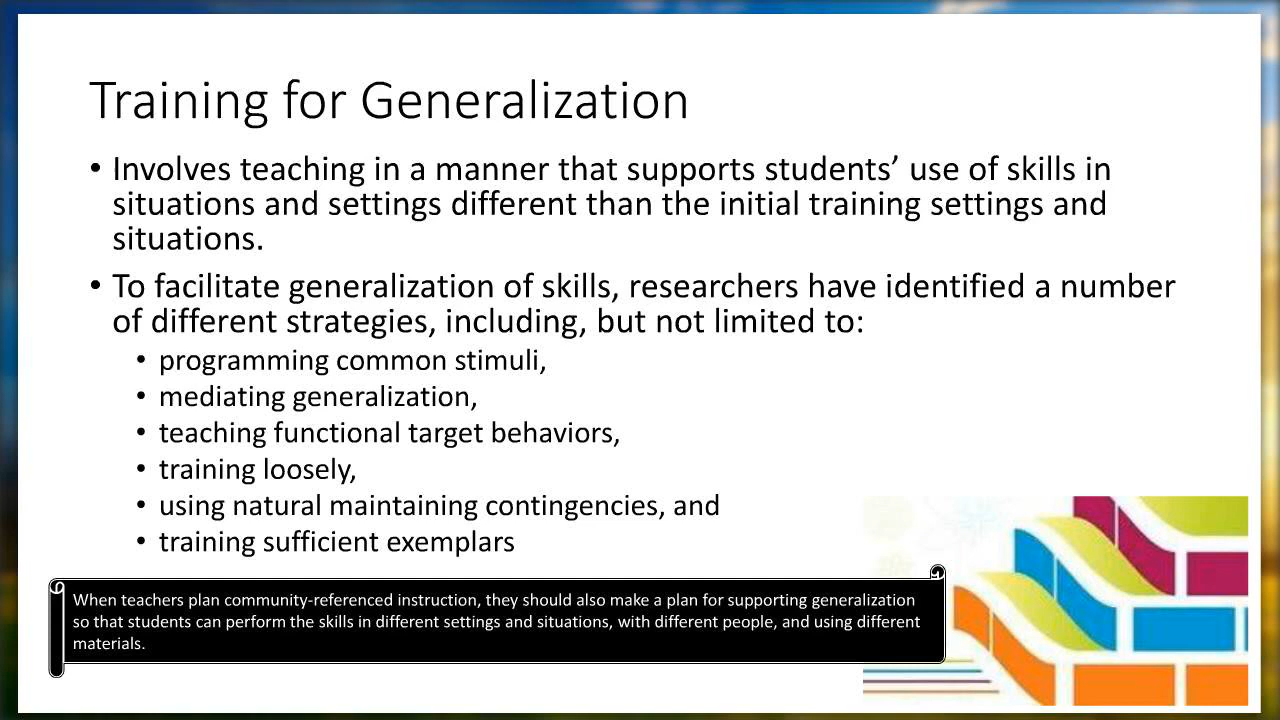 Training for Generalization
• Involves teaching in a manner that supports students’ use of skills in
situations and settings different than the initial training settings and
situations.
• To facilitate generalization of skills, researchers have identified a number
of different strategies, including, but not limited to:
• programming common stimuli,
• mediating generalization,
• teaching functional target behaviors,
• training loosely,
• using natural maintaining contingencies, and
• training sufficient exemplars
When teachers plan community-referenced instruction, they should also make a plan for supporting generalization
so that students can perform the skills in different settings and situations, with different people, and using different
materials.